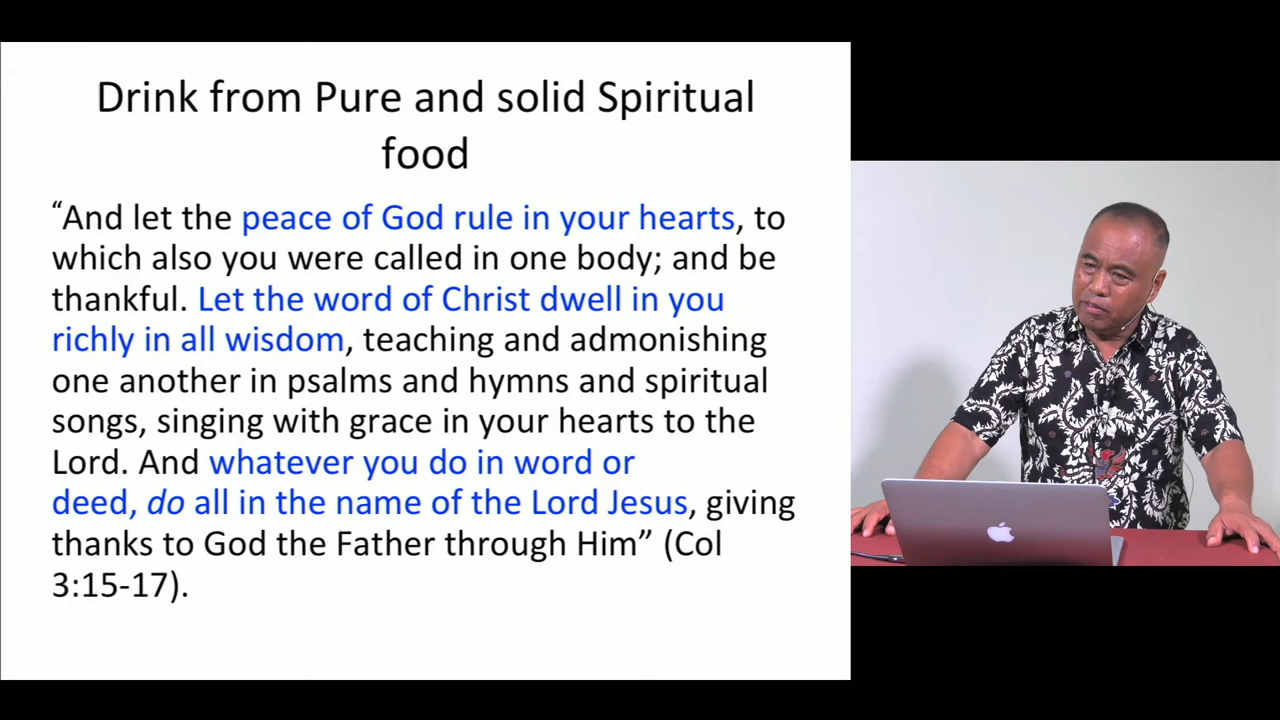 Drink from Pure and solid Spiritual
food
“And let the peace of God rule in your hearts, to
which also you were called in one body; and be
thankful. Let the word of Christ dwell in you
richly in all wisdom, teaching and admonishing
one another in psalms and hymns and spiritual
songs, singing with grace in your hearts to the
Lord. And whatever you do in word or
deed, do all in the name of the Lord Jesus, giving
thanks to God the Father through Him” (Col
3:15-17).